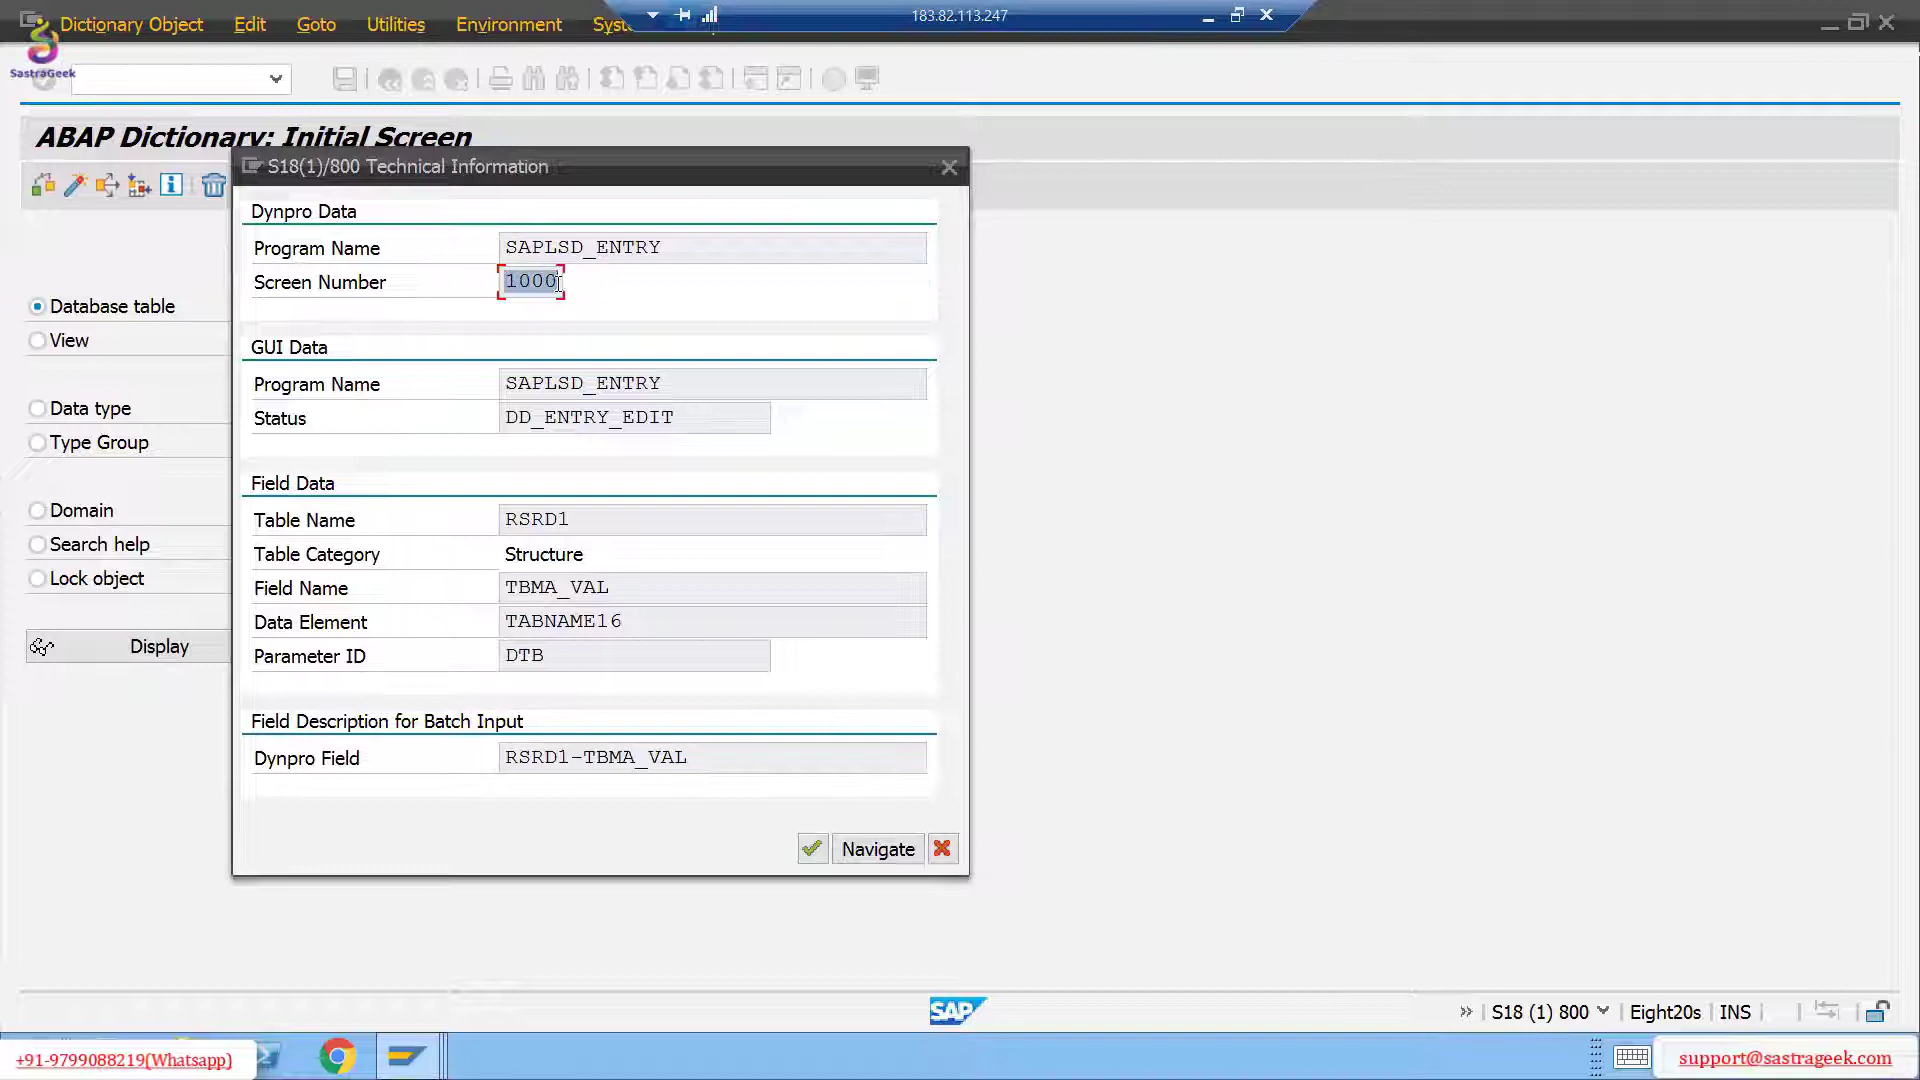 Dictionary Object Edit Goto Utilities Environment Syst
183.82.113.247
SastraGeek
ABAP Dictionary: Initial Screen
S18(1)/800 Technical Information
Dynpro Data
Program Name SAPLSD_ENTRY
Screen Number 1000
GUI Data
Program Name SAPLSD_ENTRY
Status DD_ENTRY_EDIT
Field Data
Table Name RSRD1
Table Category Structure
Field Name TBMA_VAL
Data Element TABNAME16
Parameter ID DTB
Field Description for Batch Input
Dynpro Field RSRD1-TBMA_VAL
Navigate
Database table
View
Data type
Type Group
Domain
Search help
Lock object
Display
SAP
S18 (1) 800 Eight20s INS
+91-9799088219(Whatsapp)
support@sastrageek.com